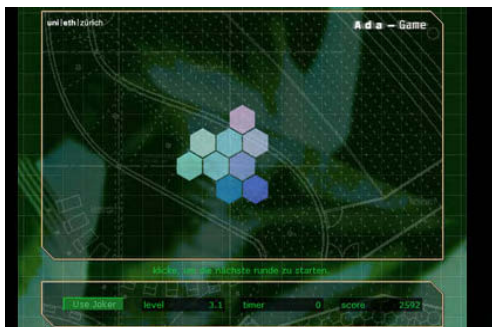 uni|eth|zürich
Ada – Game
klicke, um die nächste runde zu starten.
Use Joker level 3.1 timer 0 score 2592